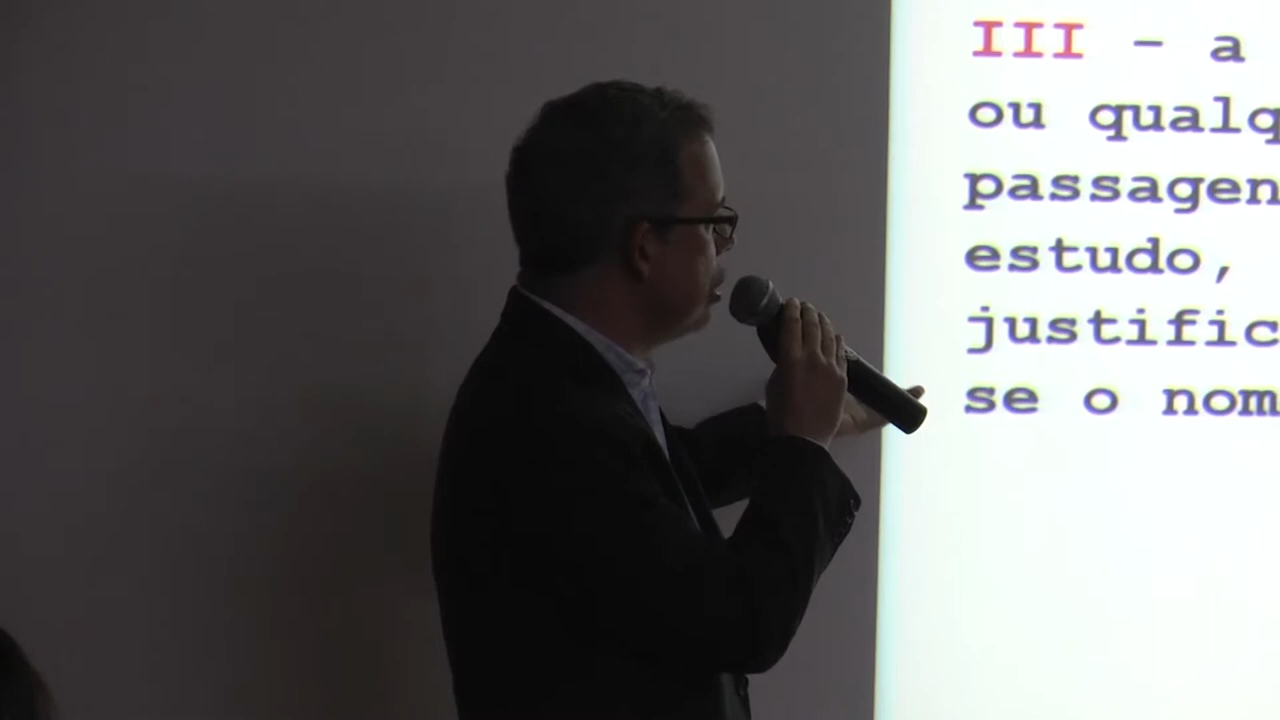 III - a
ou qualq
passagen
estudo,
justific
se o nom